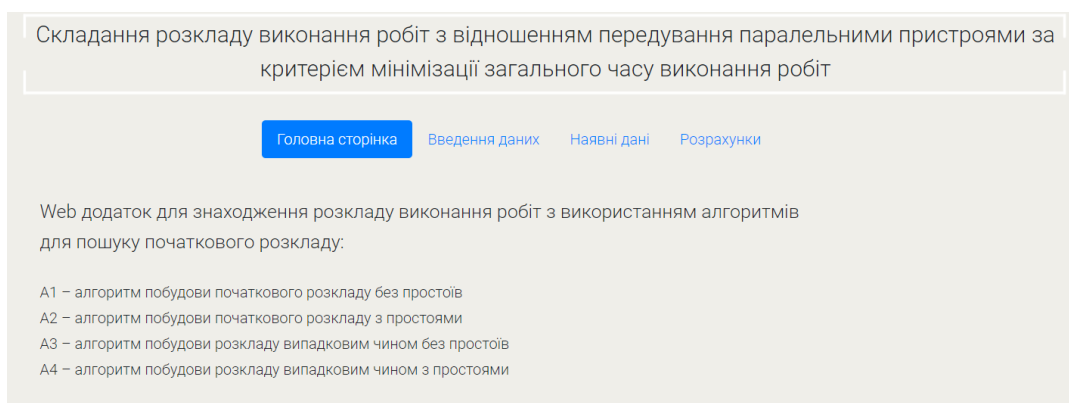 Складання розкладу виконання робіт з відношенням передування паралельними пристроями за
критерієм мінімізації загального часу виконання робіт
Головна сторінка Введення даних Наявні дані Розрахунки
Web додаток для знаходження розкладу виконання робіт з використанням алгоритмів
для пошуку початкового розкладу:
А1 – алгоритм побудови початкового розкладу без простоїв
А2 – алгоритм побудови початкового розкладу з простоями
А3 – алгоритм побудови розкладу випадковим чином без простоїв
А4 – алгоритм побудови розкладу випадковим чином з простоями